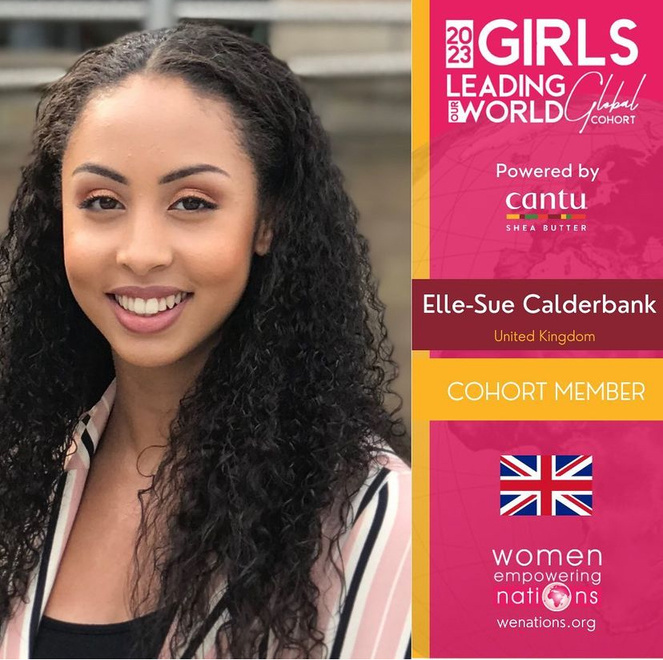 2023 GIRLS
LEADING
OUR WORLD Global
COHORT
Powered by
cantu
SHEA BUTTER
Elle-Sue Calderbank
United Kingdom
COHORT MEMBER
women
empowering
nations
wenations.org